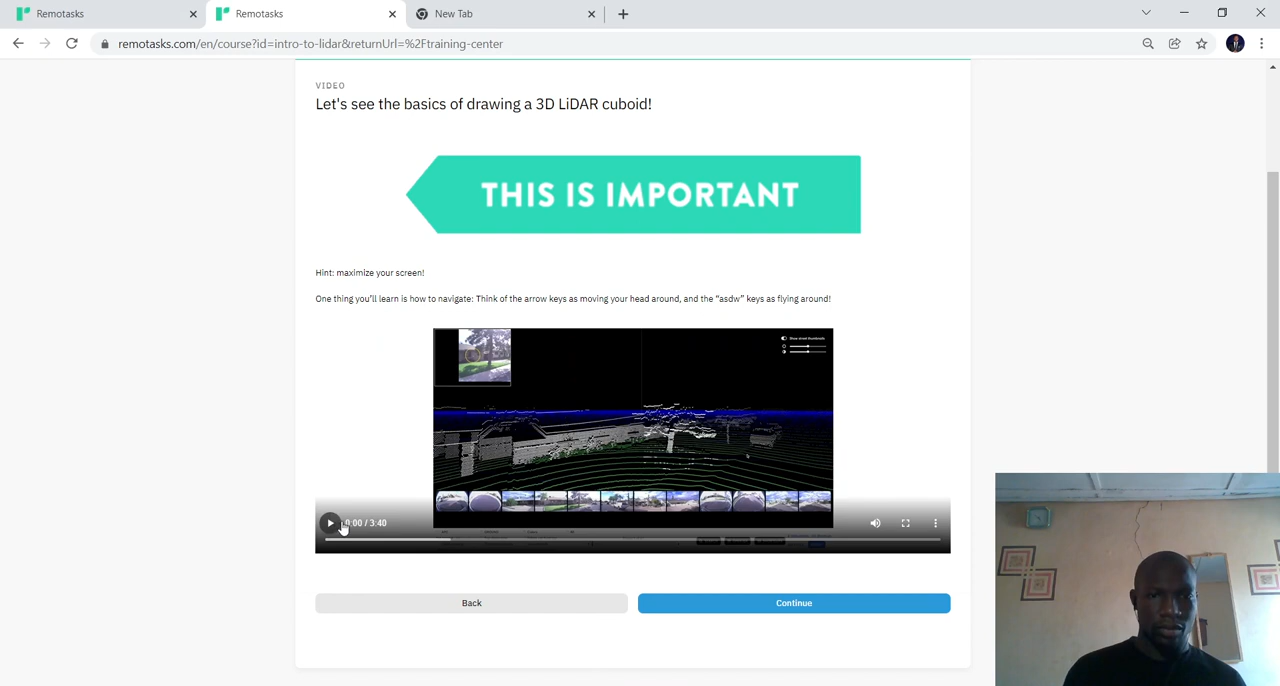 Remotasks
Remotasks
New Tab
remotasks.com/en/course?id=intro-to-lidar&returnUrl=%2Ftraining-center
VIDEO
Let's see the basics of drawing a 3D LiDAR cuboid!
THIS IS IMPORTANT
Hint: maximize your screen!
One thing you'll learn is how to navigate: Think of the arrow keys as moving your head around, and the “asdw” keys as flying around!
Show street thumbnails
0:00 / 3:40
Back
Continue